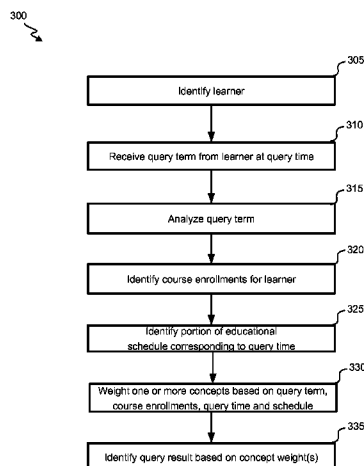 300
305
Identify learner
310
Receive query term from learner at query time
315
Analyze query term
320
Identify course enrollments for learner
325
Identify portion of educational
schedule corresponding to query time
330
Weight one or more concepts based on query term,
course enrollments, query time and schedule
335
Identify query result based on concept weight(s)